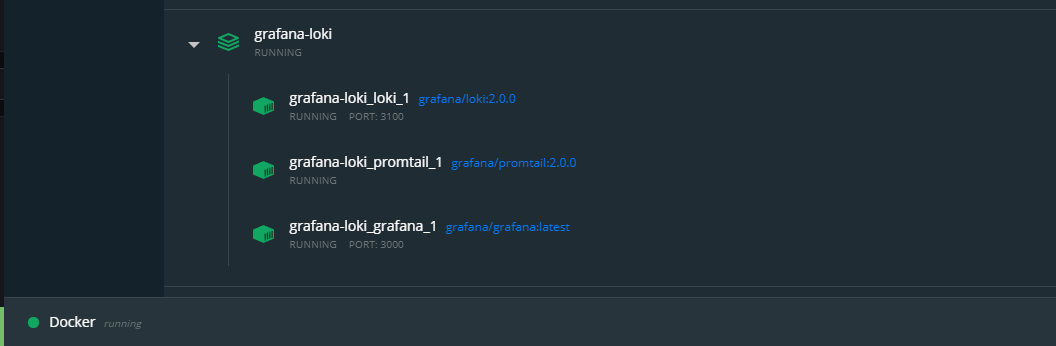 grafana-loki
RUNNING
grafana-loki_loki_1 grafana/loki:2.0.0
RUNNING PORT: 3100
grafana-loki_promtail_1 grafana/promtail:2.0.0
RUNNING
grafana-loki_grafana_1 grafana/grafana:latest
RUNNING PORT: 3000
Docker running